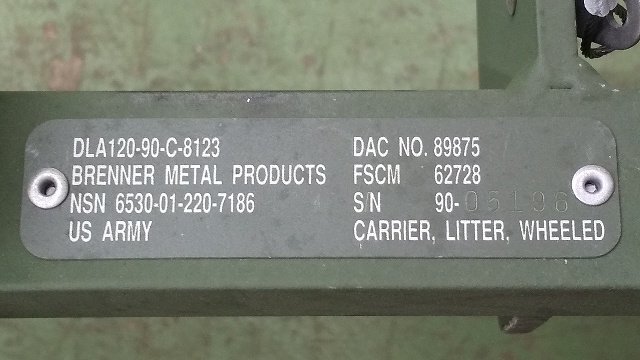 DLA120-90-C-8123
BRENNER METAL PRODUCTS
NSN 6530-01-220-7186
US ARMY
DAC NO. 89875
FSCM 62728
S/N 90-03196
CARRIER, LITTER, WHEELED